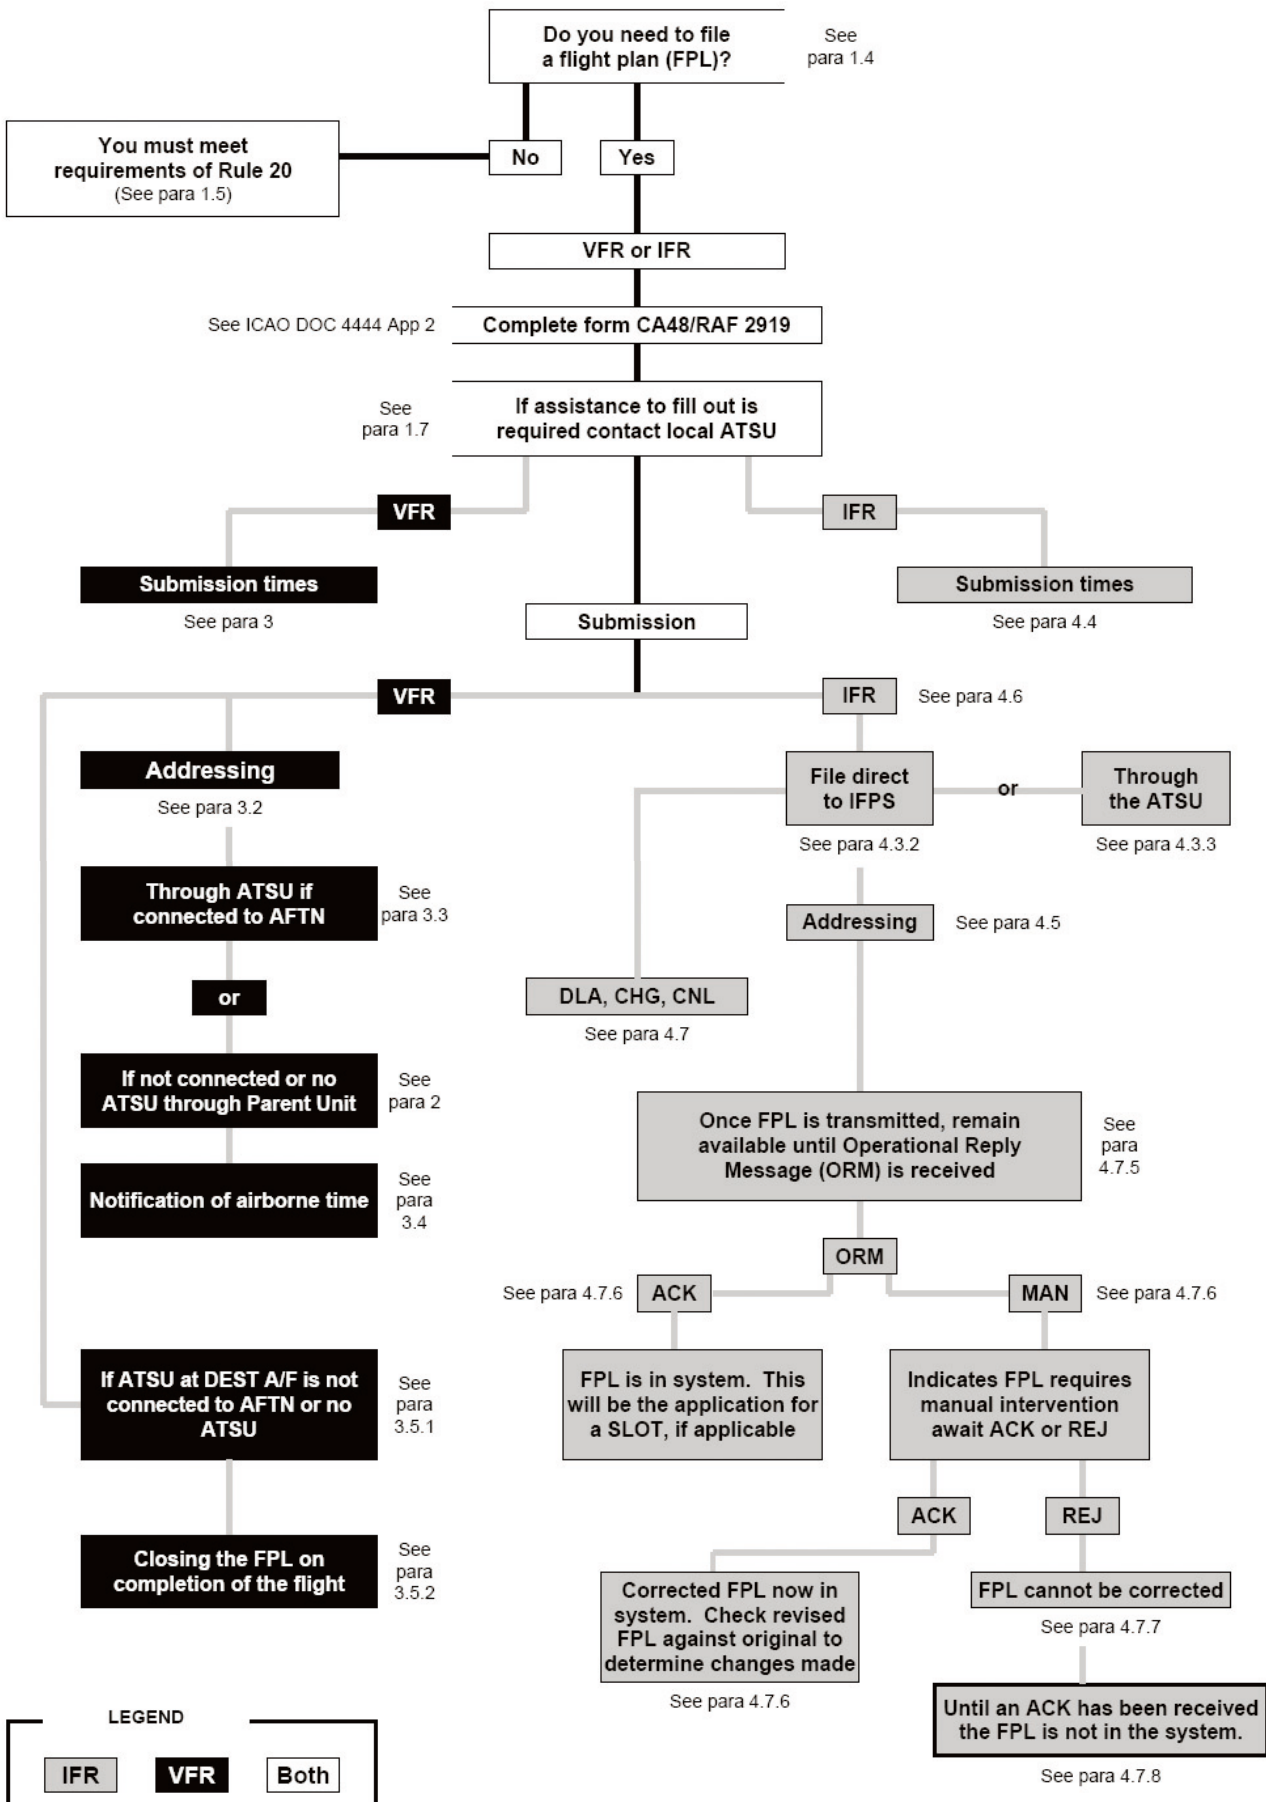 Do you need to file
a flight plan (FPL)?
See
para 1.4
You must meet
requirements of Rule 20
(See para 1.5)
No
Yes
VFR or IFR
See ICAO DOC 4444 App 2
Complete form CA48/RAF 2919
See
para 1.7
If assistance to fill out is
required contact local ATSU
VFR
IFR
Submission times
See para 3
Submission times
See para 4.4
Submission
VFR
IFR
See para 4.6
Addressing
See para 3.2
File direct
to IFPS
See para 4.3.2
or
Through
the ATSU
See para 4.3.3
Through ATSU if
connected to AFTN
See
para 3.3
Addressing
See para 4.5
or
DLA, CHG, CNL
See para 4.7
If not connected or no
ATSU through Parent Unit
See
para 2
Once FPL is transmitted, remain
available until Operational Reply
Message (ORM) is received
See
para
4.7.5
Notification of airborne time
See
para
3.4
ORM
See para 4.7.6
ACK
MAN
See para 4.7.6
If ATSU at DEST A/F is not
connected to AFTN or no
ATSU
See
para
3.5.1
FPL is in system. This
will be the application for
a SLOT, if applicable
Indicates FPL requires
manual intervention
await ACK or REJ
ACK
REJ
Closing the FPL on
completion of the flight
See
para
3.5.2
Corrected FPL now in
system. Check revised
FPL against original to
determine changes made
See para 4.7.6
FPL cannot be corrected
See para 4.7.7
Until an ACK has been received
the FPL is not in the system.
See para 4.7.8
LEGEND
IFR
VFR
Both